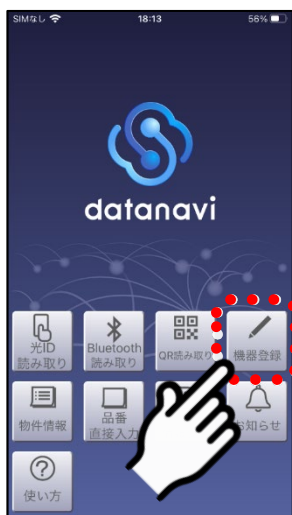 SIMなし 18:13 56%
datanavi
光ID
読み取り
Bluetooth
読み取り
QR読み取り
機器登録
物件情報
品番
直接入力
お知らせ
使い方